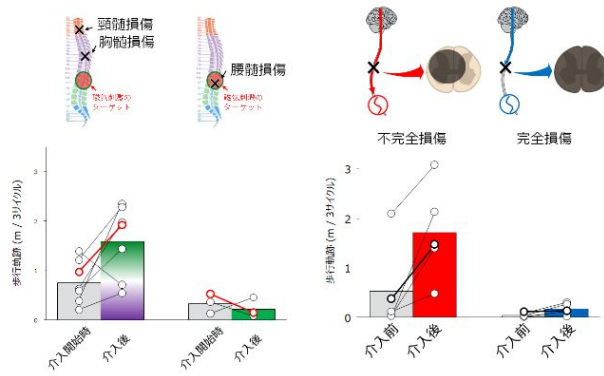 頸髄損傷
胸髄損傷
磁気刺激の
ターゲット
腰髄損傷
磁気刺激の
ターゲット
不完全損傷
完全損傷
歩行軌跡 (m / 3サイクル)
3
2
1
0
介入開始時
介入後
介入開始時
介入後
歩行軌跡 (m / 3サイクル)
3
2
1
0
介入前
介入後
介入前
介入後